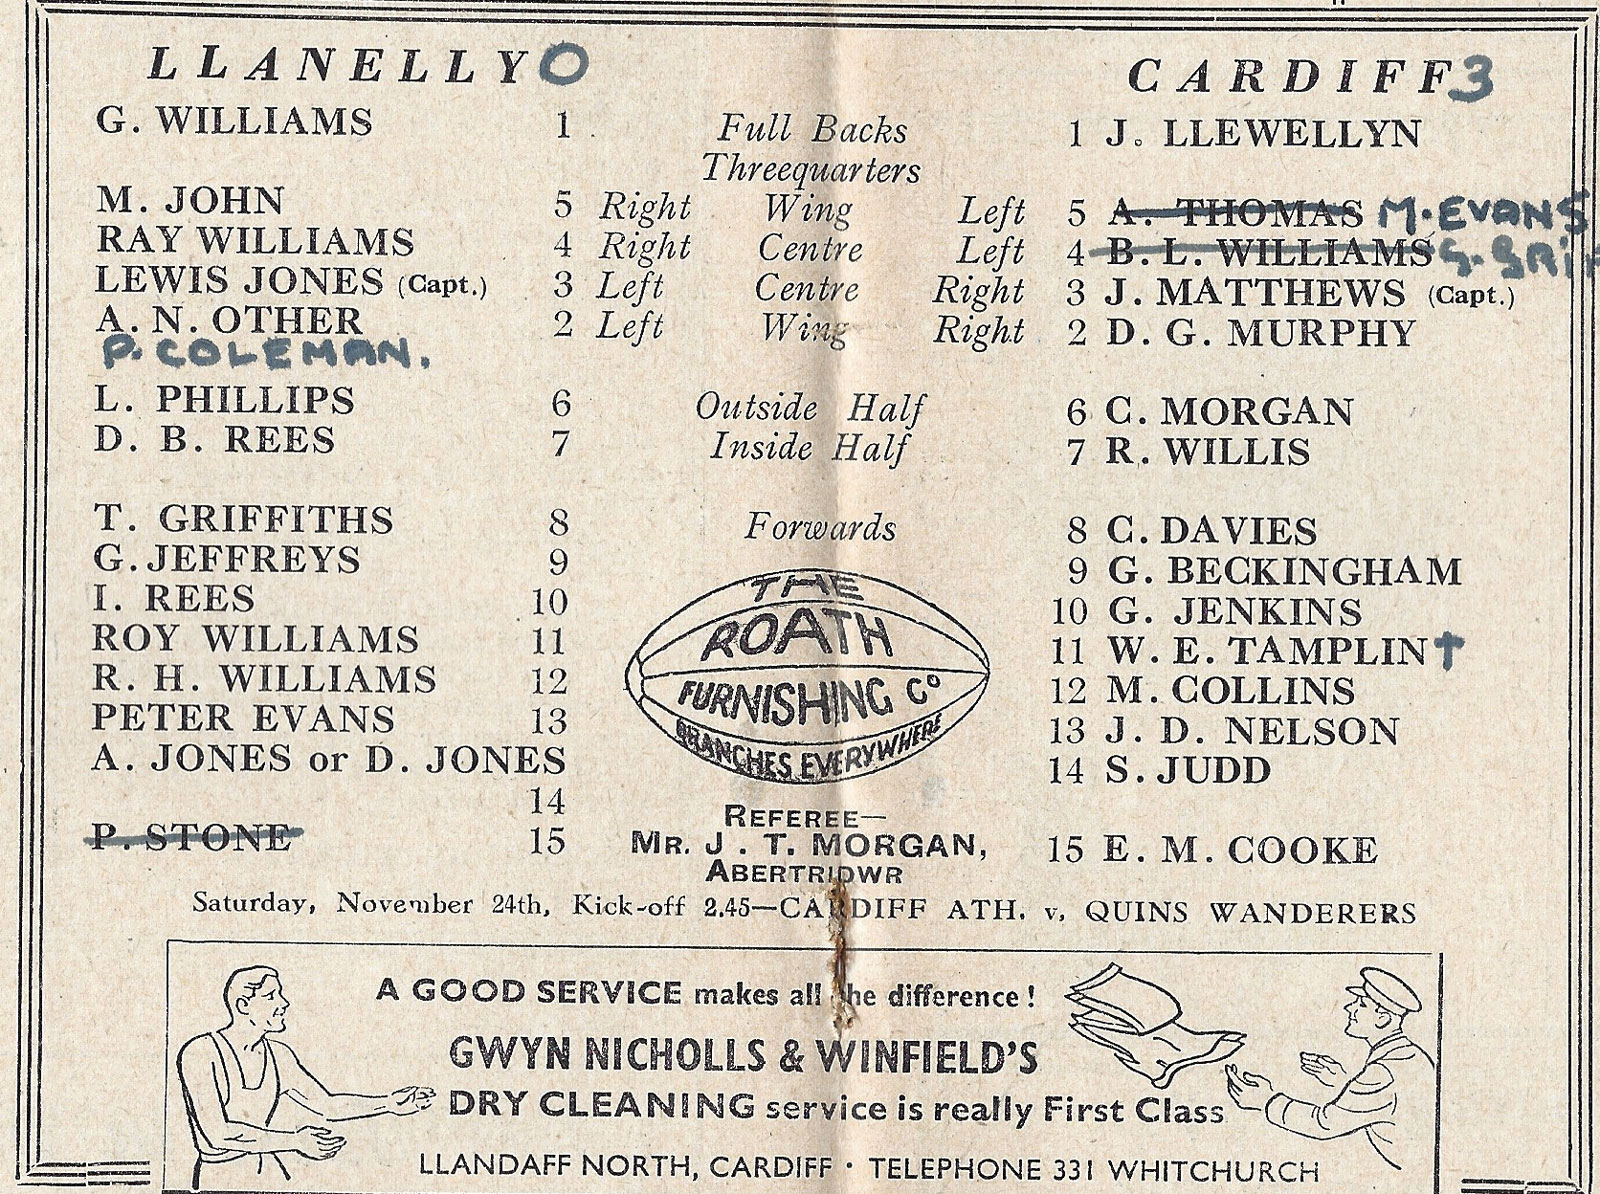 LLANELLY 0 CARDIFF 3
G. WILLIAMS 1 Full Backs 1 J. LLEWELLYN
Threequarters
M. JOHN 5 Right Wing Left 5 A. THOMAS M. EVANS
RAY WILLIAMS 4 Right Centre Left 4 B. L. WILLIAMS G.
LEWIS JONES (Capt.) 3 Left Centre Right 3 J. MATTHEWS (Capt.)
A. N. OTHER 2 Left Wing Right 2 D. G. MURPHY
P. COLEMAN.
L. PHILLIPS 6 Outside Half 6 C. MORGAN
D. B. REES 7 Inside Half 7 R. WILLIS
T. GRIFFITHS 8 Forwards 8 C. DAVIES
G. JEFFREYS 9 9 G. BECKINGHAM
I. REES 10 10 G. JENKINS
ROY WILLIAMS 11 11 W. E. TAMPLIN †
R. H. WILLIAMS 12 12 M. COLLINS
PETER EVANS 13 13 J. D. NELSON
A. JONES or D. JONES 14 S. JUDD
14
P. STONE 15 15 E. M. COOKE
THE
ROATH
FURNISHING Co
BRANCHES EVERYWHERE
REFEREE—
MR. J. T. MORGAN,
ABERTRIDWR
Saturday, November 24th, Kick-off 2.45—CARDIFF ATH. v. QUINS WANDERERS
A GOOD SERVICE makes all the difference!
GWYN NICHOLLS & WINFIELD'S
DRY CLEANING service is really First Class
LLANDAFF NORTH, CARDIFF · TELEPHONE 331 WHITCHURCH